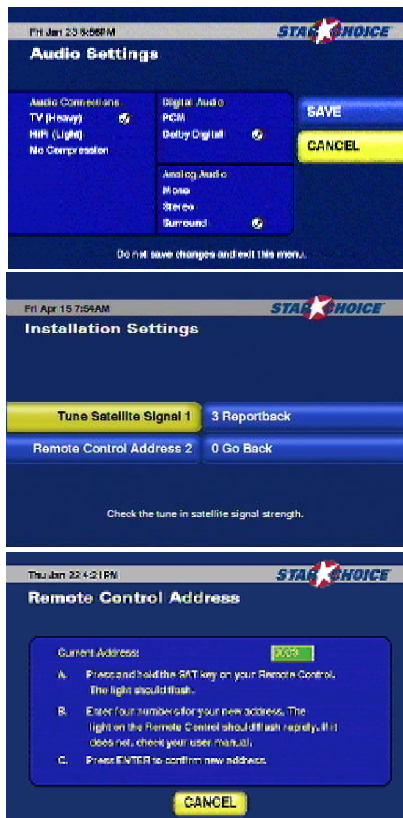 Fri Jan 23 5:56PM
STAR CHOICE
Audio Settings
Audio Connections
TV (Heavy)
HiFi (Light)
No Compression
Digital Audio
PCM
Dolby Digital
Analog Audio
Mono
Stereo
Surround
SAVE
CANCEL
Do not save changes and exit this menu.
Fri Apr 15 7:54AM
STAR CHOICE
Installation Settings
Tune Satellite Signal 1
3 Reportback
Remote Control Address 2
0 Go Back
Check the tune in satellite signal strength.
Thu Jan 22 4:21PM
STAR CHOICE
Remote Control Address
Current Address:
A. Press and hold the SAT key on your Remote Control.
The light should flash.
B. Enter four numbers for your new address. The
light on the Remote Control should flash rapidly. If it
does not, check your user manual.
C. Press ENTER to confirm new address.
CANCEL